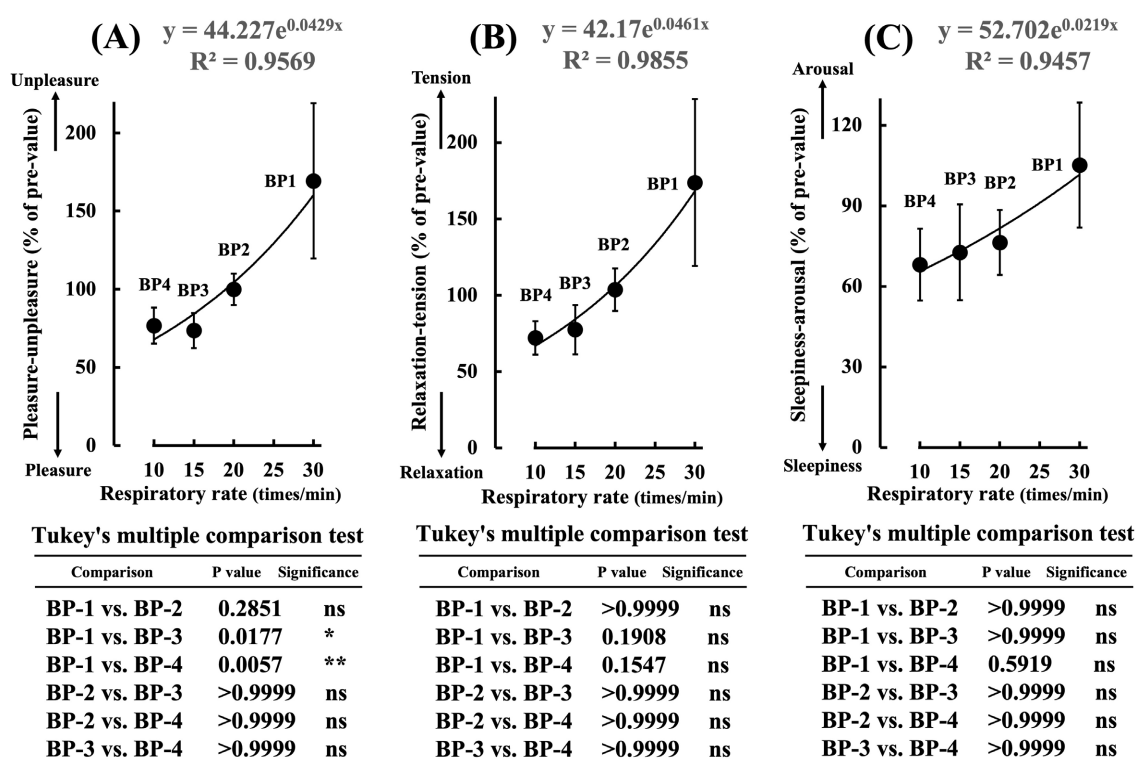 (A)
y = 44.227e^0.0429x
R² = 0.9569
Unpleasure
Pleasure-unpleasure (% of pre-value)
200
150
100
50
0
BP4
BP3
BP2
BP1
Pleasure
10 15 20 25 30
Respiratory rate (times/min)
Tukey's multiple comparison test
Comparison P value Significance
BP-1 vs. BP-2 0.2851 ns
BP-1 vs. BP-3 0.0177 *
BP-1 vs. BP-4 0.0057 **
BP-2 vs. BP-3 >0.9999 ns
BP-2 vs. BP-4 >0.9999 ns
BP-3 vs. BP-4 >0.9999 ns
(B)
y = 42.17e^0.0461x
R² = 0.9855
Tension
Relaxation-tension (% of pre-value)
200
150
100
50
0
BP4
BP3
BP2
BP1
Relaxation
10 15 20 25 30
Respiratory rate (times/min)
Tukey's multiple comparison test
Comparison P value Significance
BP-1 vs. BP-2 >0.9999 ns
BP-1 vs. BP-3 0.1908 ns
BP-1 vs. BP-4 0.1547 ns
BP-2 vs. BP-3 >0.9999 ns
BP-2 vs. BP-4 >0.9999 ns
BP-3 vs. BP-4 >0.9999 ns
(C)
y = 52.702e^0.0219x
R² = 0.9457
Arousal
Sleepiness-arousal (% of pre-value)
120
90
60
30
0
BP4
BP3
BP2
BP1
Sleepiness
10 15 20 25 30
Respiratory rate (times/min)
Tukey's multiple comparison test
Comparison P value Significance
BP-1 vs. BP-2 >0.9999 ns
BP-1 vs. BP-3 >0.9999 ns
BP-1 vs. BP-4 0.5919 ns
BP-2 vs. BP-3 >0.9999 ns
BP-2 vs. BP-4 >0.9999 ns
BP-3 vs. BP-4 >0.9999 ns